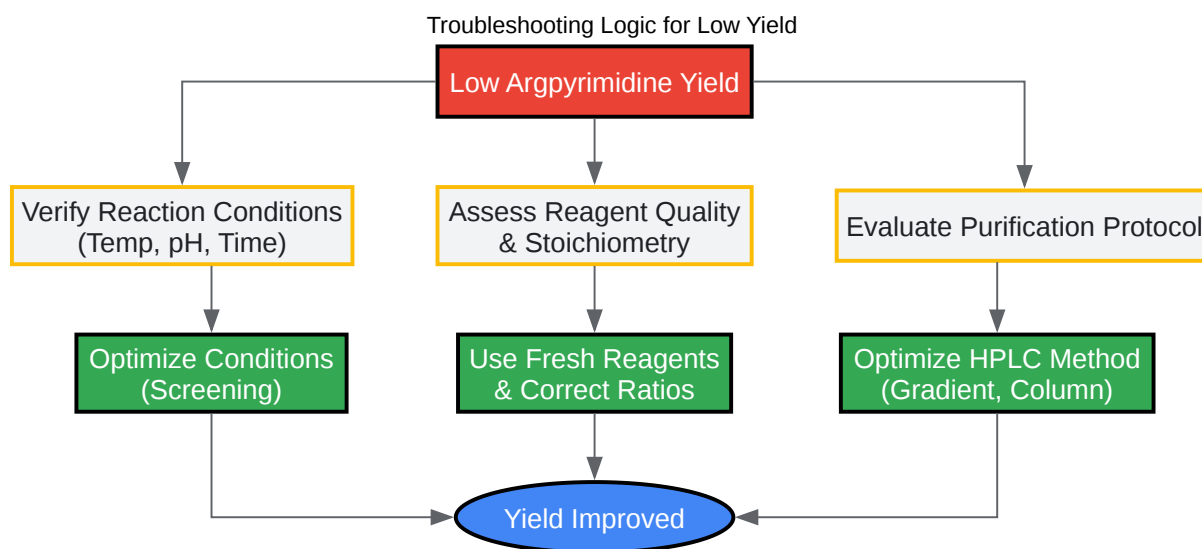 Troubleshooting Logic for Low Yield
Low Argpyrimidine Yield
Verify Reaction Conditions
(Temp, pH, Time)
Assess Reagent Quality
& Stoichiometry
Evaluate Purification Protocol
Optimize Conditions
(Screening)
Use Fresh Reagents
& Correct Ratios
Optimize HPLC Method
(Gradient, Column)
Yield Improved